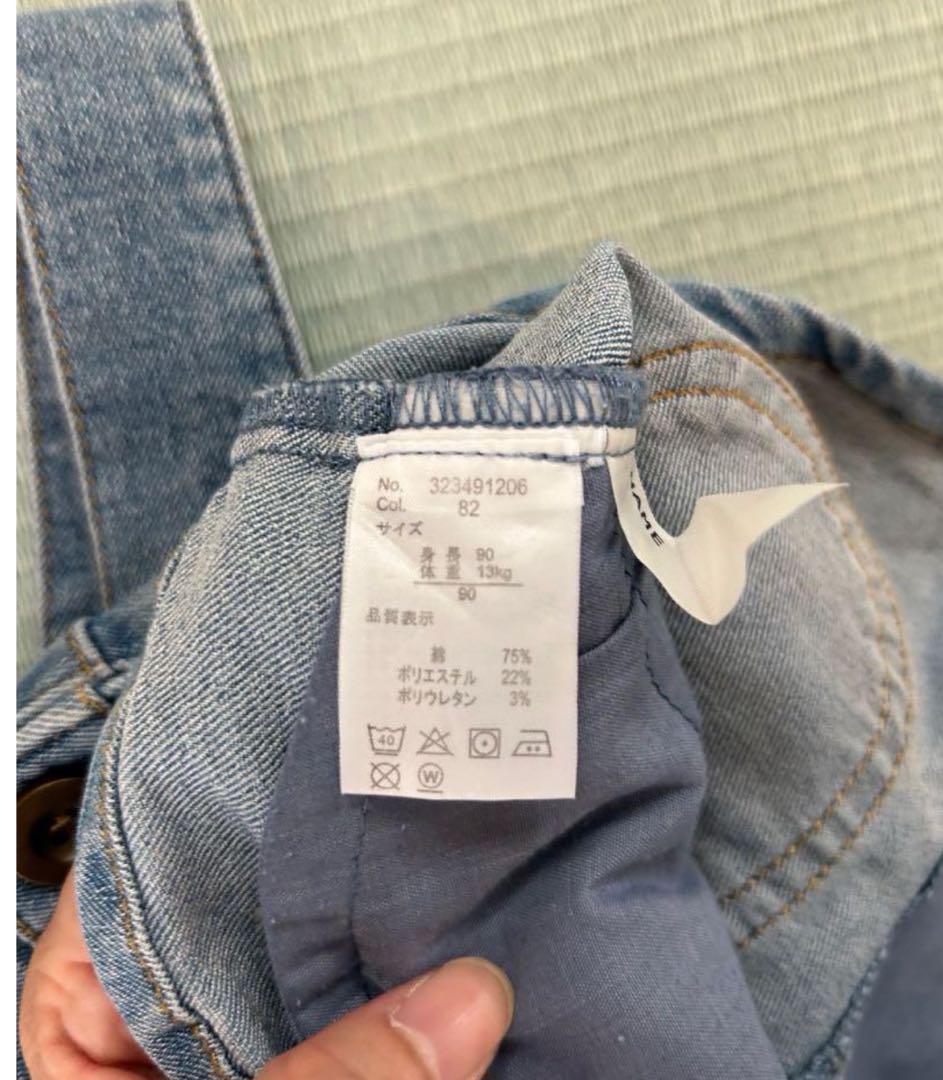 No. 323491206
Col. 82
サイズ
身長 90
体重 13kg
90
品質表示
綿 75%
ポリエステル 22%
ポリウレタン 3%
40
W
NAME